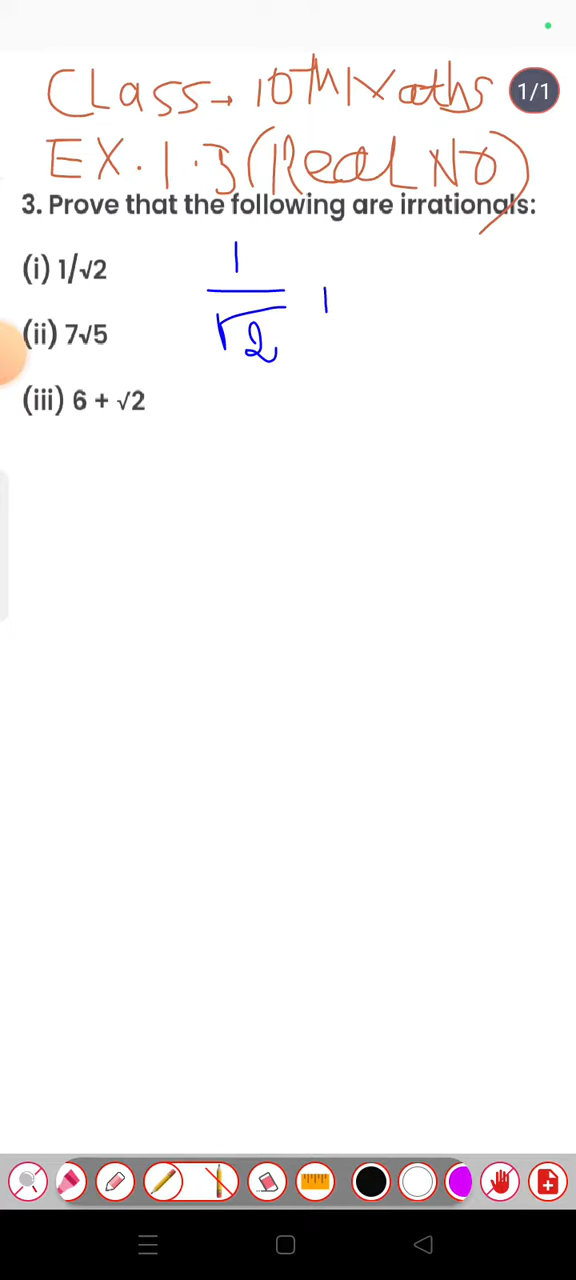 1/1
Class → 10th Maths
EX. 1.3 (Real No)
3. Prove that the following are irrationals:
(i) 1/√2
1
√2
1
(ii) 7√5
(iii) 6 + √2